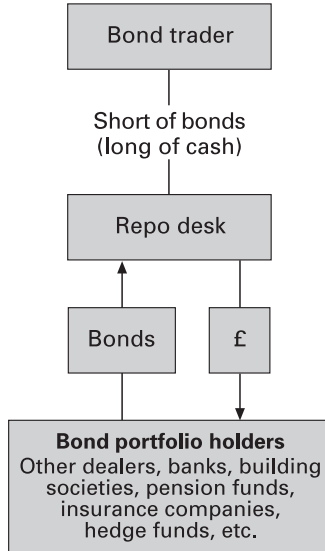 Bond trader
Short of bonds
(long of cash)
Repo desk
Bonds
£
Bond portfolio holders
Other dealers, banks, building
societies, pension funds,
insurance companies,
hedge funds, etc.